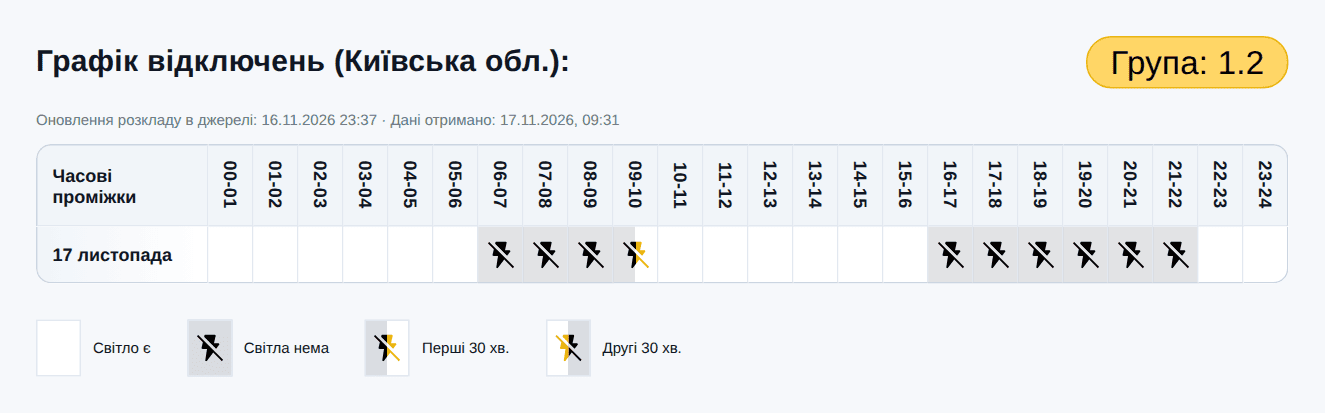 Графік відключень (Київська обл.):
Група: 1.2
Оновлення розкладу в джерелі: 16.11.2026 23:37 · Дані отримано: 17.11.2026, 09:31
Часові
проміжки
00-01
01-02
02-03
03-04
04-05
05-06
06-07
07-08
08-09
09-10
10-11
11-12
12-13
13-14
14-15
15-16
16-17
17-18
18-19
19-20
20-21
21-22
22-23
23-24
17 листопада
Світло є
Світла нема
Перші 30 хв.
Другі 30 хв.